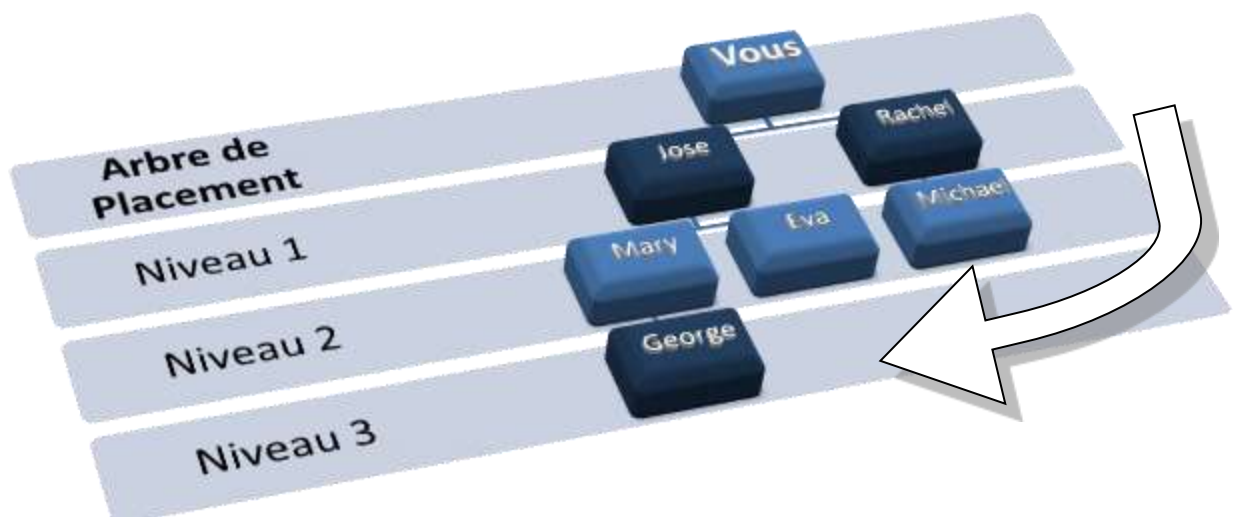 Vous
Arbre de
Placement
Jose
Rachel
Niveau 1
Mary
Eva
Michael
Niveau 2
George
Niveau 3